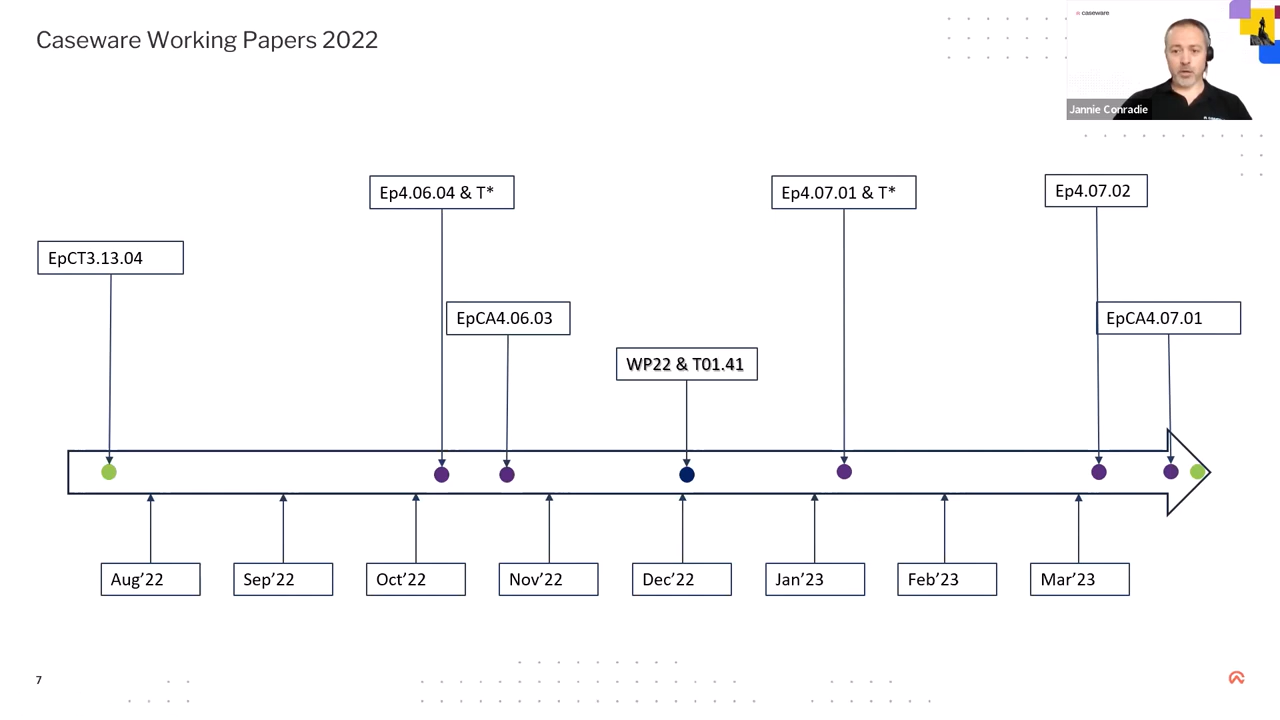 Caseware Working Papers 2022
caseware
Jannie Conradie
Ep4.06.04 & T*
Ep4.07.01 & T*
Ep4.07.02
EpCT3.13.04
EpCA4.06.03
EpCA4.07.01
WP22 & T01.41
Aug’22
Sep’22
Oct’22
Nov’22
Dec’22
Jan’23
Feb’23
Mar’23
7